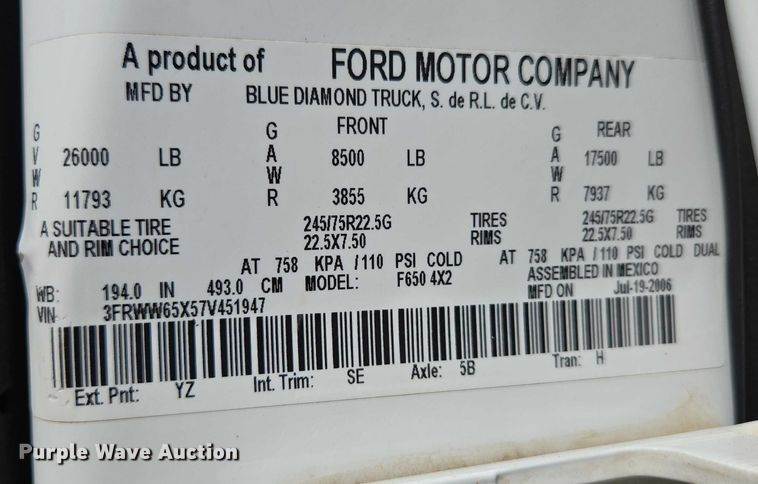 A product of FORD MOTOR COMPANY
MFD BY BLUE DIAMOND TRUCK, S. de R.L. de C.V.
GVWR 26000 LB GAWR FRONT 8500 LB GAWR REAR 17500 LB
11793 KG 3855 KG 7937 KG
A SUITABLE TIRE 245/75R22.5G TIRES 245/75R22.5G TIRES
AND RIM CHOICE 22.5X7.50 RIMS 22.5X7.50 RIMS
AT 758 KPA /110 PSI COLD AT 758 KPA /110 PSI COLD DUAL
WB: 194.0 IN 493.0 CM MODEL: F650 4X2 ASSEMBLED IN MEXICO
VIN 3FRWW65X57V451947 MFD ON Jul-19-2006
Ext. Pnt: YZ Int. Trim: SE Axle: 5B Tran: H
Purple Wave Auction